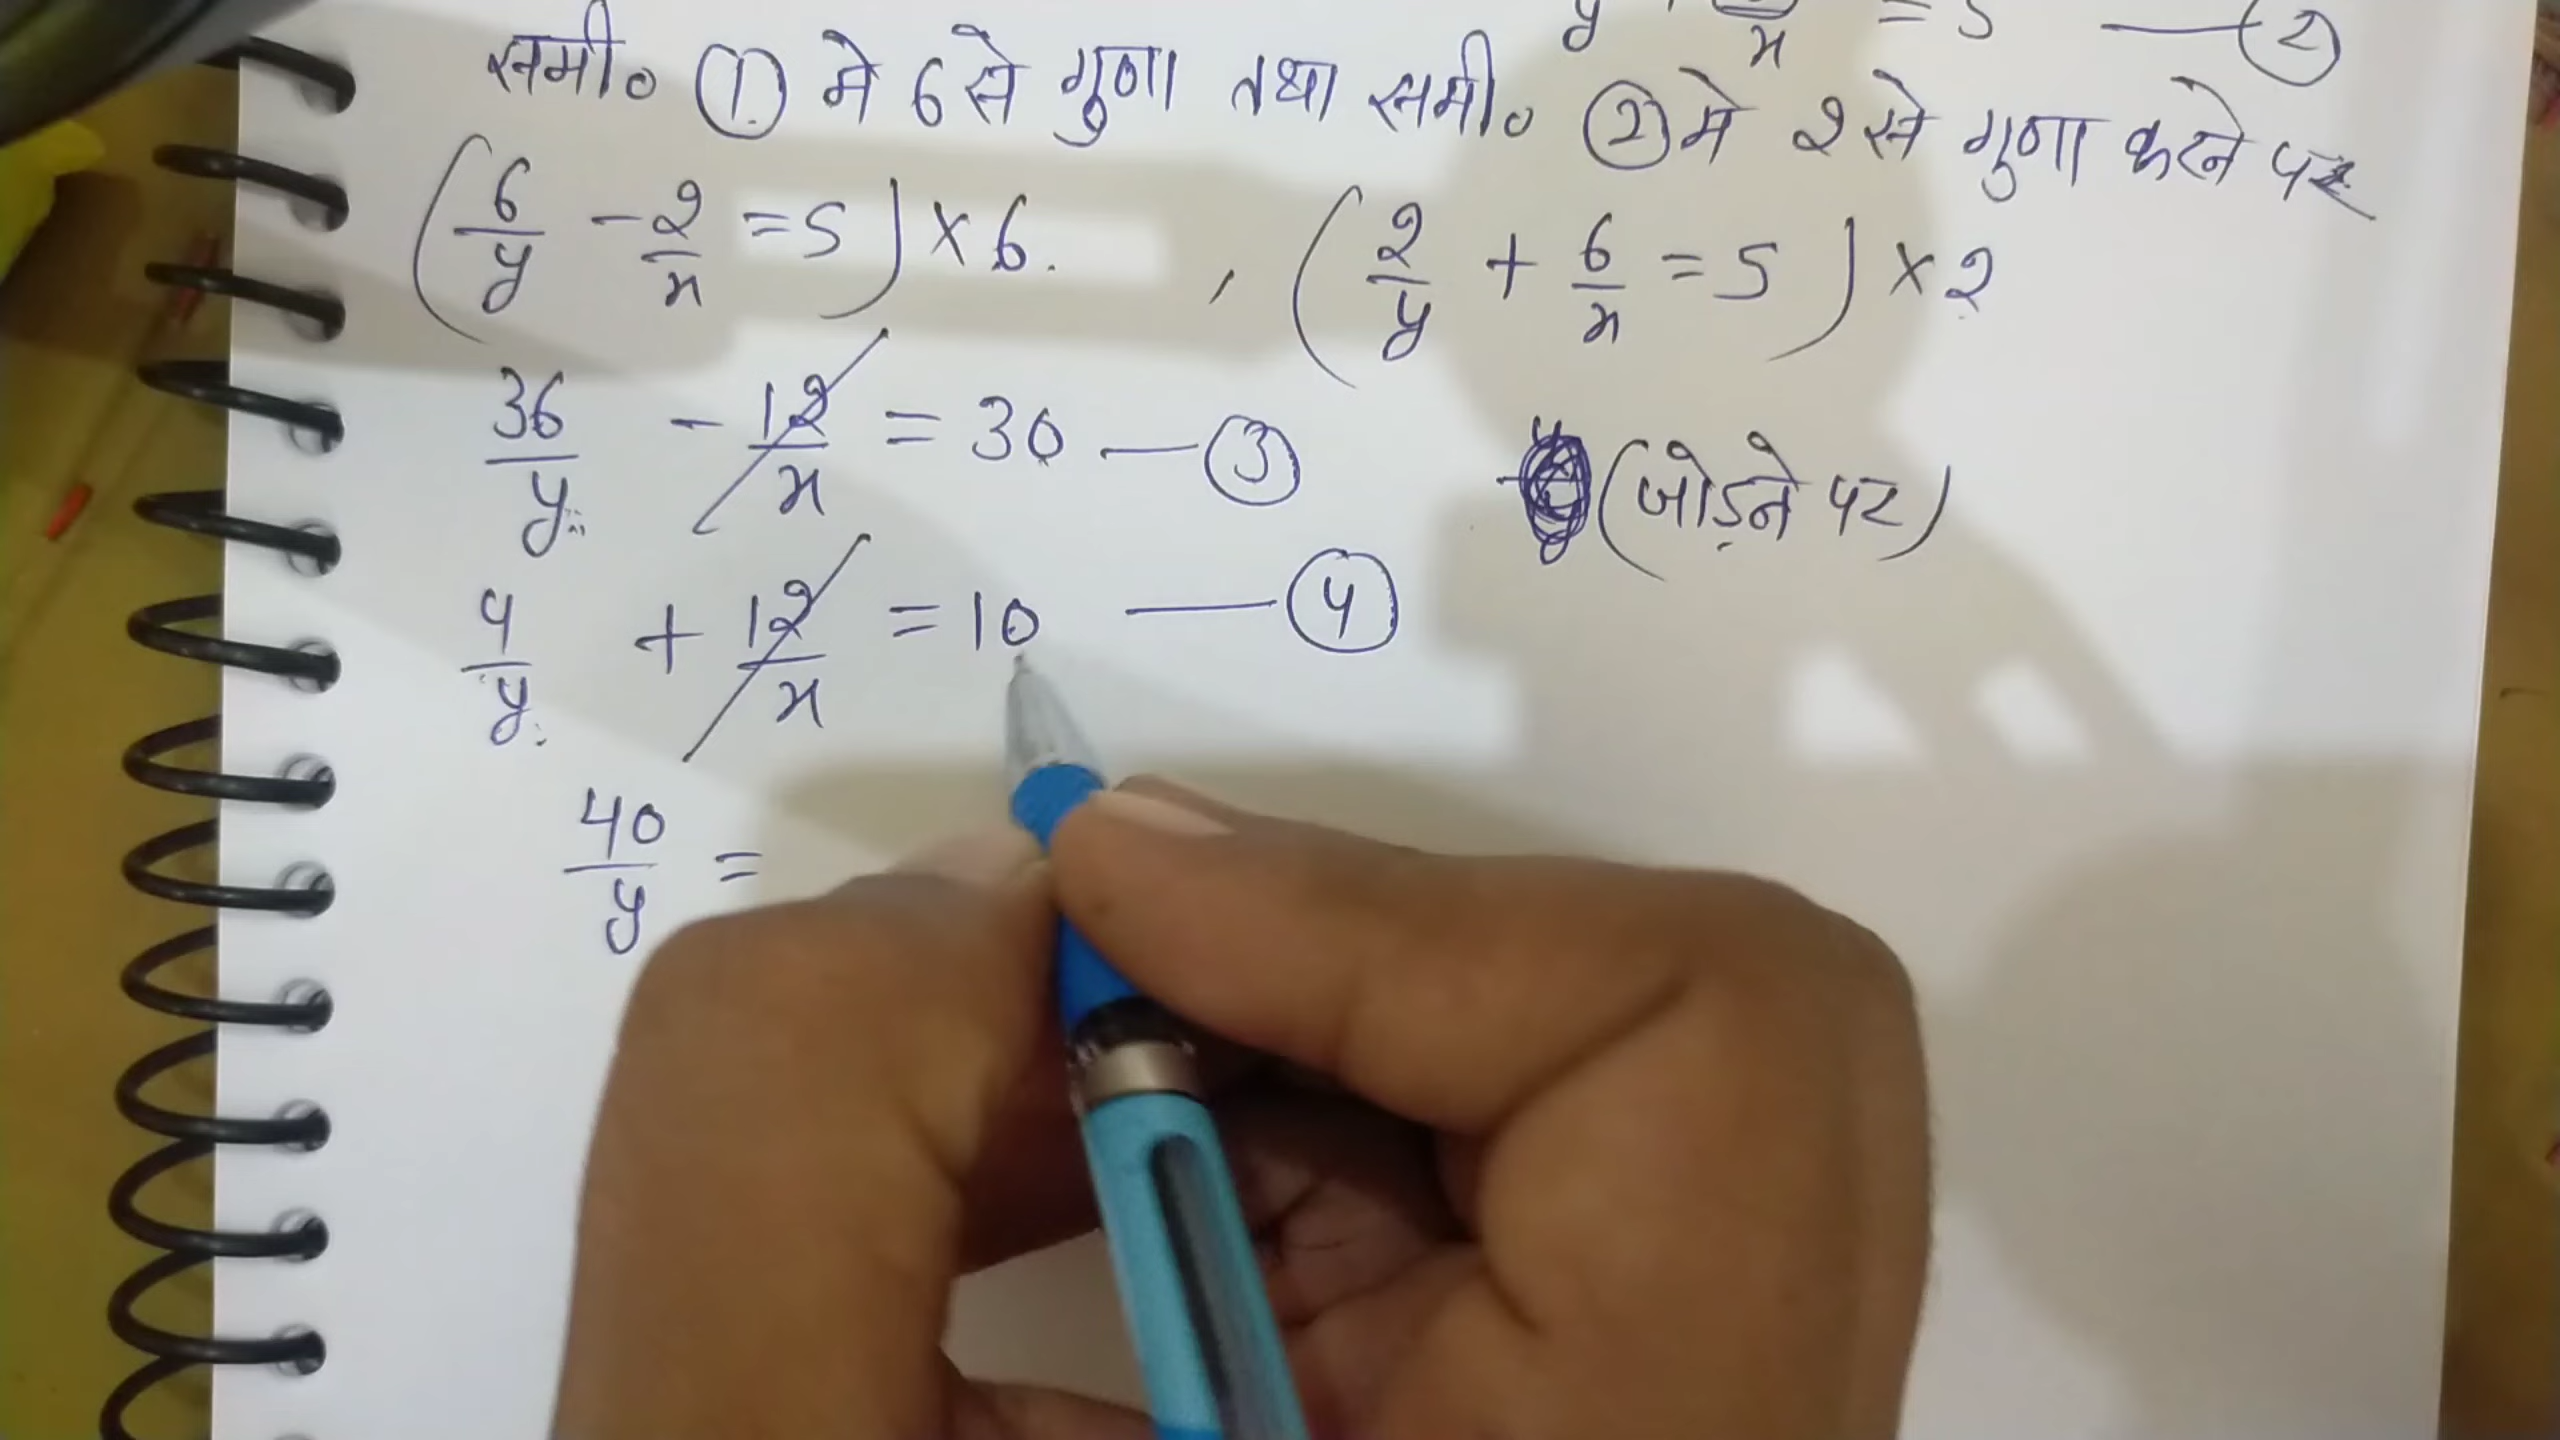 y + 6/x = 5 — (2)
समी० (1) मे 6 से गुणा तथा समी० (2) मे 2 से गुणा करने पर
(6/y - 2/x = 5) × 6. , (2/y + 6/x = 5) × 2
36/y - 12/x = 30 — (3) (जोड़ने पर)
4/y + 12/x = 10 — (4)
40/y =